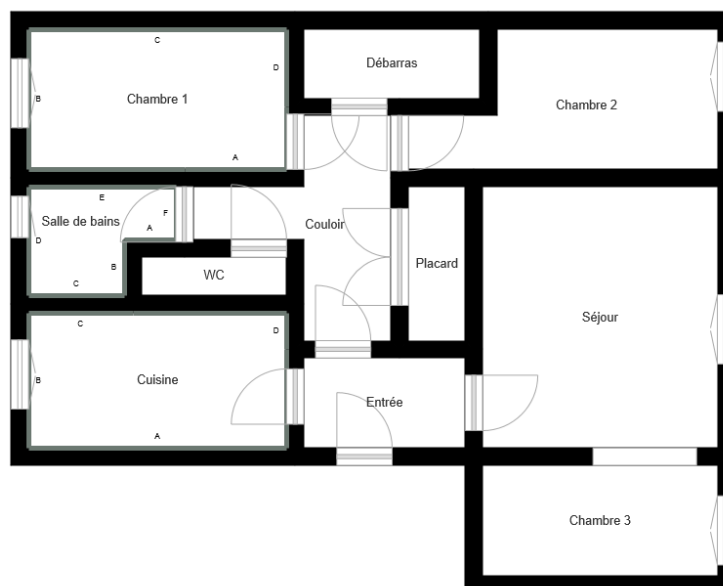 C
Débarras
D
B
Chambre 1
Chambre 2
A
E
Salle de bains
F
A
Couloir
D
B
Placard
WC
C
C
Séjour
D
B
Cuisine
Entrée
A
Chambre 3